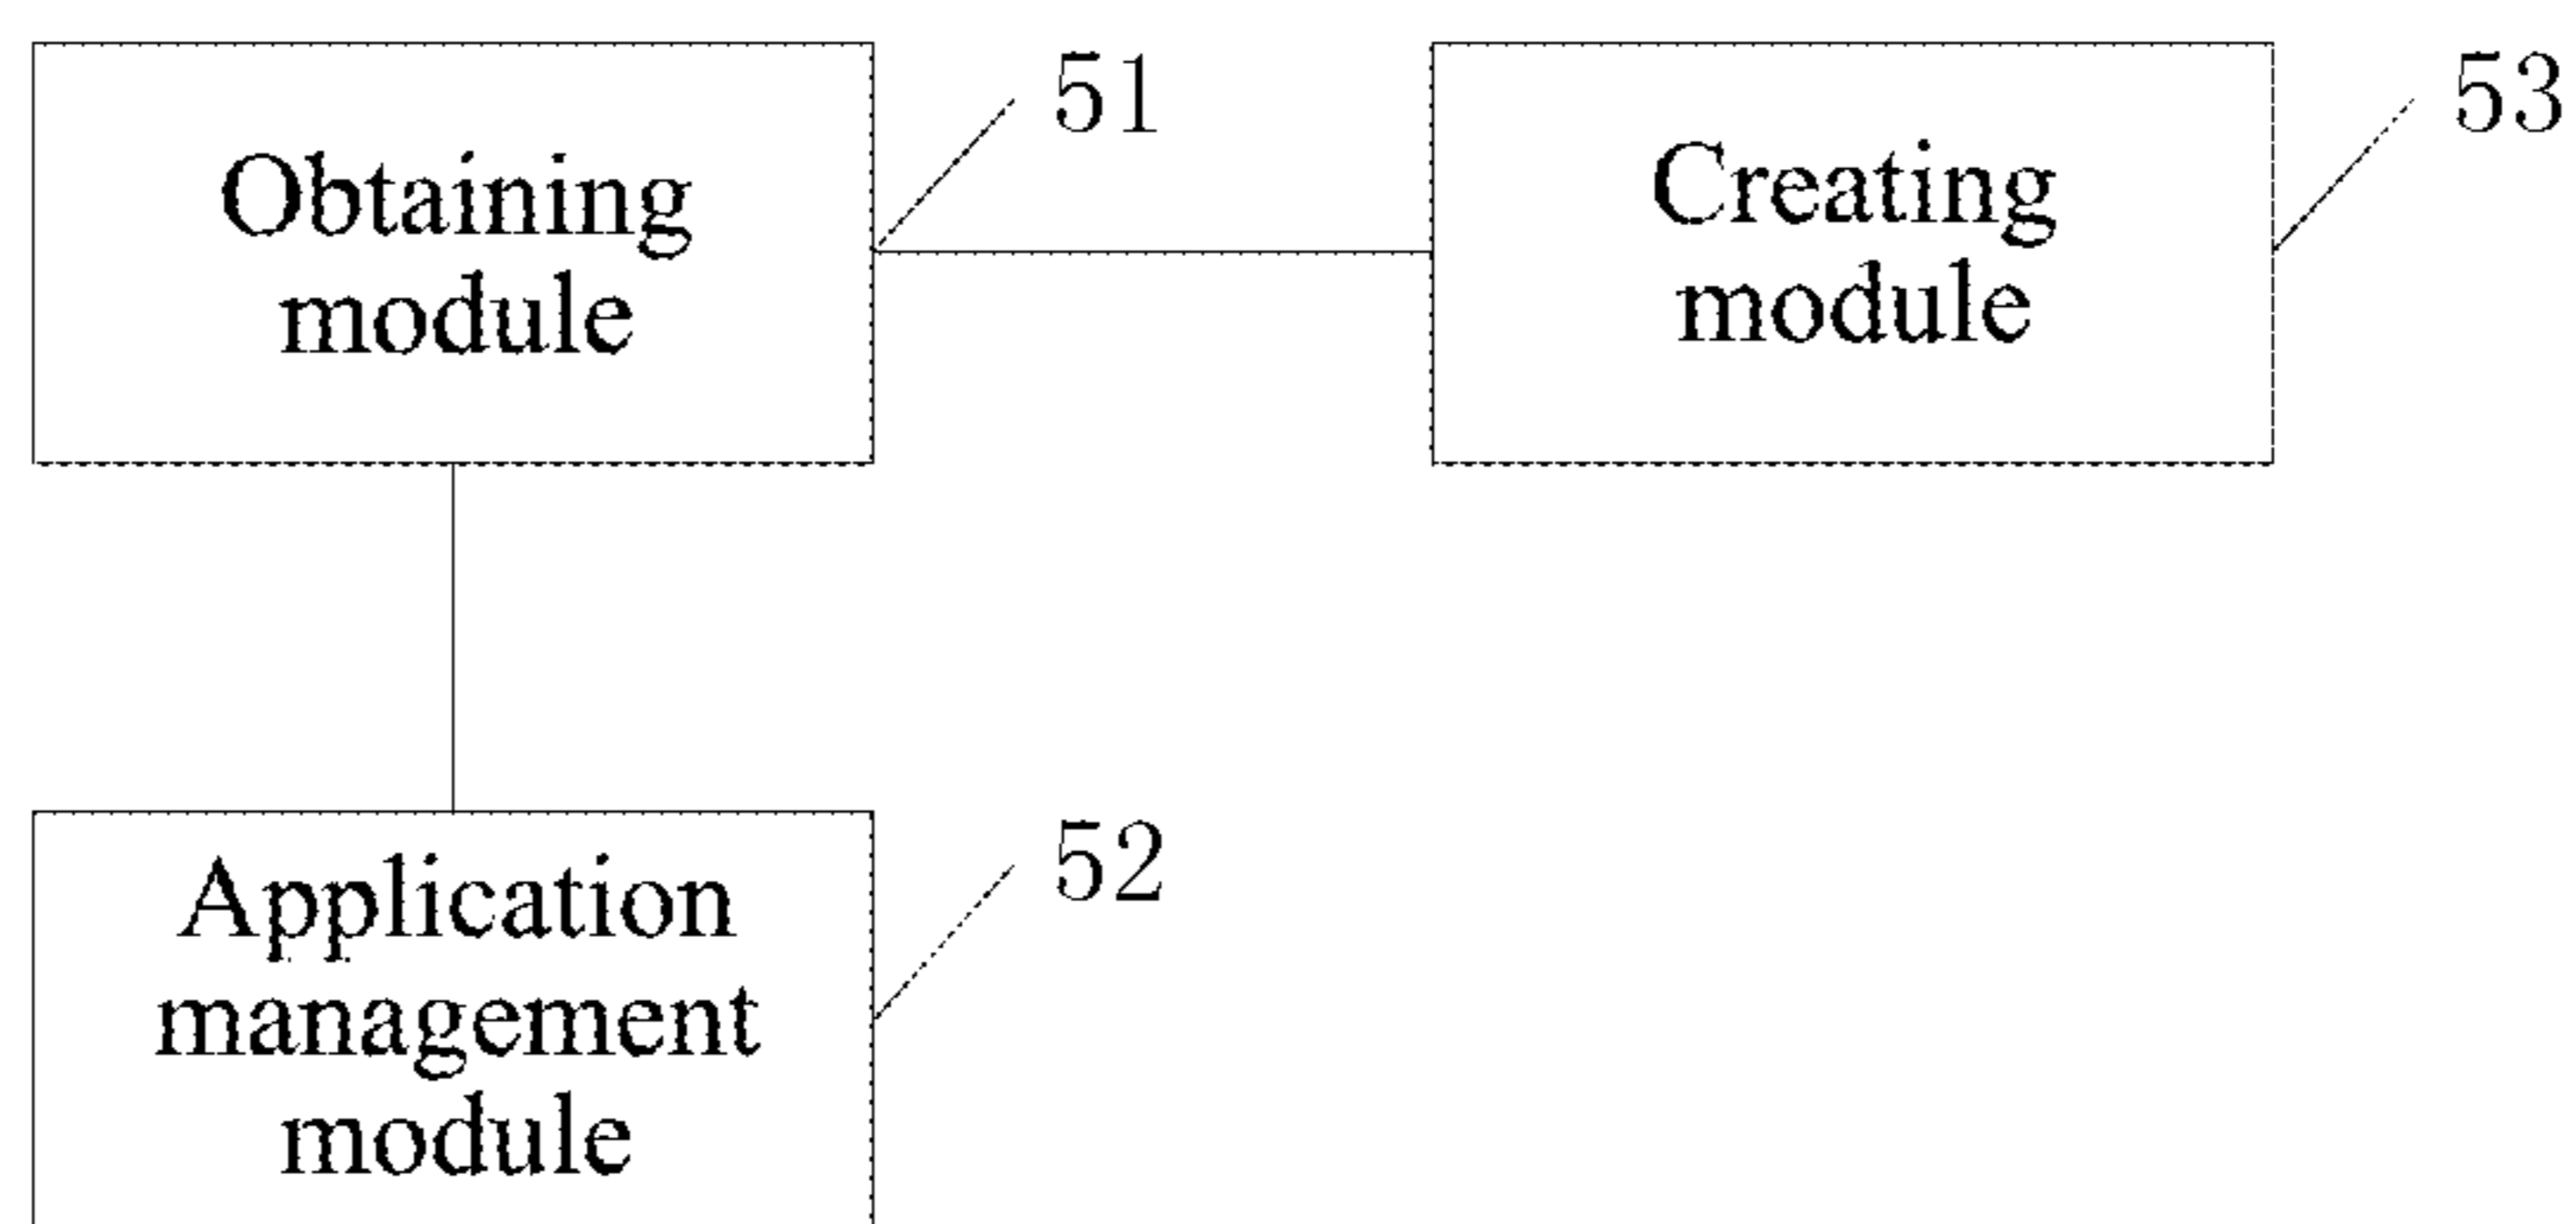 Obtaining
module
51
Creating
module
53
Application
management
module
52